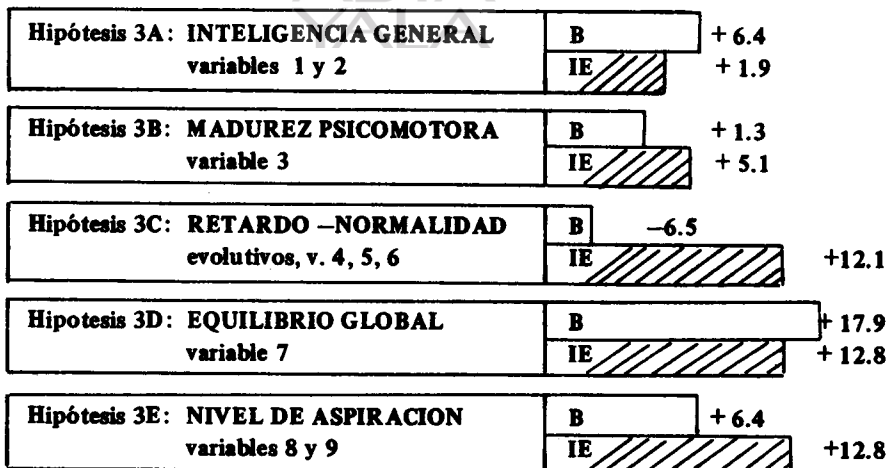 ABYA
YALA
Hipótesis 3A: INTELIGENCIA GENERAL B + 6.4
variables 1 y 2 IE + 1.9
Hipótesis 3B: MADUREZ PSICOMOTORA B + 1.3
variable 3 IE + 5.1
Hipótesis 3C: RETARDO –NORMALIDAD B –6.5
evolutivos, v. 4, 5, 6 IE +12.1
Hipotesis 3D: EQUILIBRIO GLOBAL B + 17.9
variable 7 IE + 12.8
Hipótesis 3E: NIVEL DE ASPIRACION B + 6.4
variables 8 y 9 IE +12.8